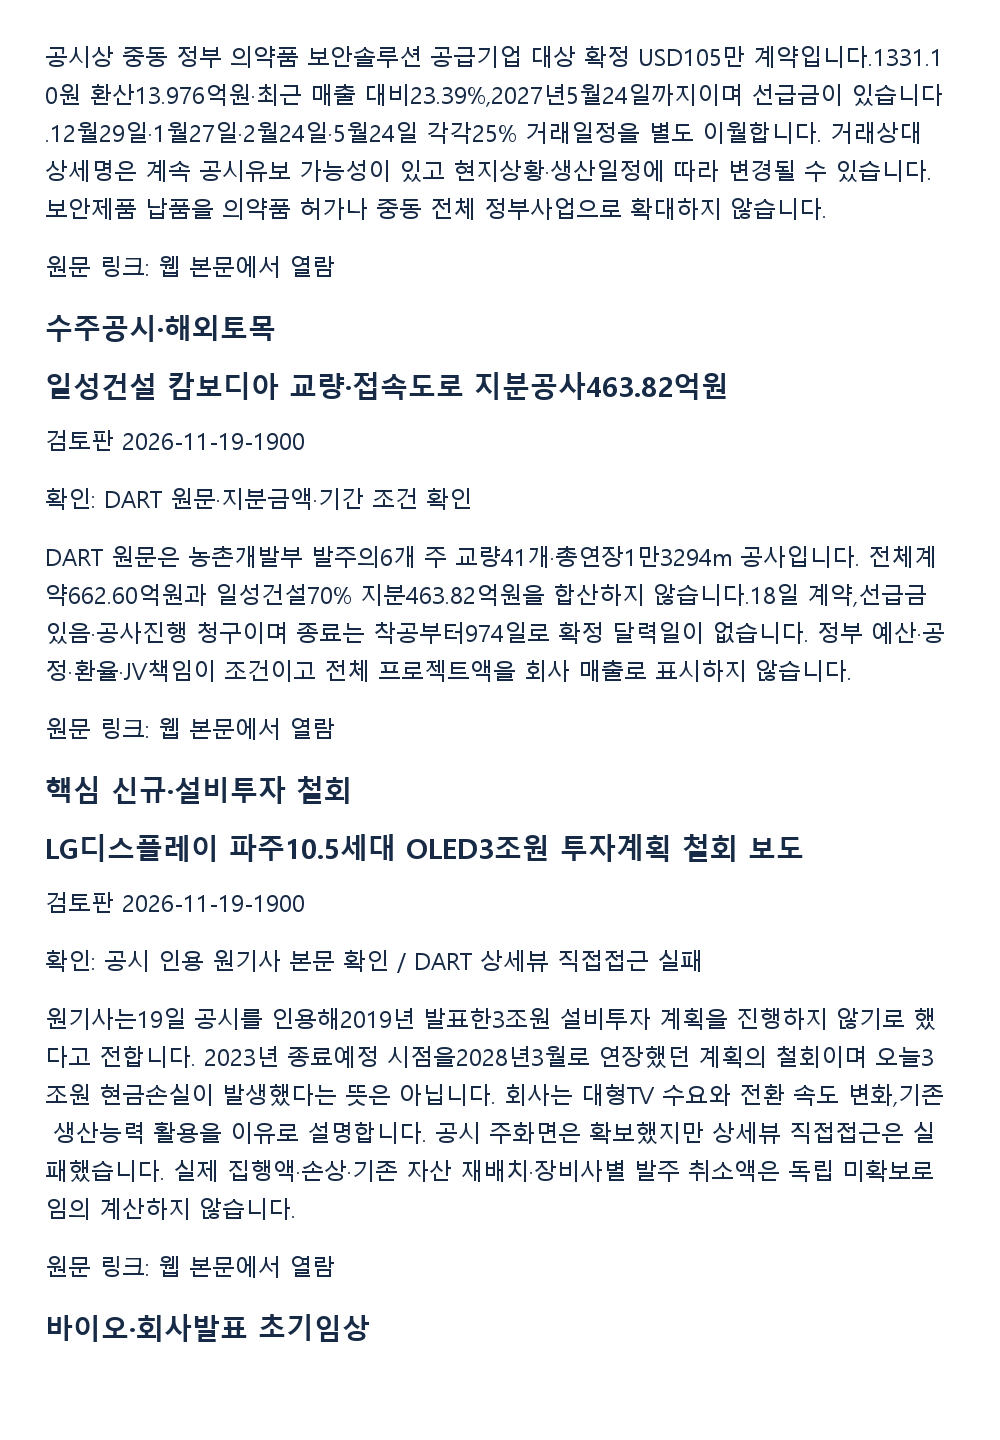 공시상 중동 정부 의약품 보안솔루션 공급기업 대상 확정 USD105만 계약입니다.1331.1
0원 환산13.976억원·최근 매출 대비23.39%,2027년5월24일까지이며 선급금이 있습니다
.12월29일·1월27일·2월24일·5월24일 각각25% 거래일정을 별도 이월합니다. 거래상대
상세명은 계속 공시유보 가능성이 있고 현지상황·생산일정에 따라 변경될 수 있습니다.
보안제품 납품을 의약품 허가나 중동 전체 정부사업으로 확대하지 않습니다.
원문 링크: 웹 본문에서 열람
수주공시·해외토목
일성건설 캄보디아 교량·접속도로 지분공사463.82억원
검토판 2026-11-19-1900
확인: DART 원문·지분금액·기간 조건 확인
DART 원문은 농촌개발부 발주의6개 주 교량41개·총연장1만3294m 공사입니다. 전체계
약662.60억원과 일성건설70% 지분463.82억원을 합산하지 않습니다.18일 계약,선급금
있음·공사진행 청구이며 종료는 착공부터974일로 확정 달력일이 없습니다. 정부 예산·공
정·환율·JV책임이 조건이고 전체 프로젝트액을 회사 매출로 표시하지 않습니다.
원문 링크: 웹 본문에서 열람
핵심 신규·설비투자 철회
LG디스플레이 파주10.5세대 OLED3조원 투자계획 철회 보도
검토판 2026-11-19-1900
확인: 공시 인용 원기사 본문 확인 / DART 상세뷰 직접접근 실패
원기사는19일 공시를 인용해2019년 발표한3조원 설비투자 계획을 진행하지 않기로 했
다고 전합니다. 2023년 종료예정 시점을2028년3월로 연장했던 계획의 철회이며 오늘3
조원 현금손실이 발생했다는 뜻은 아닙니다. 회사는 대형TV 수요와 전환 속도 변화,기존
생산능력 활용을 이유로 설명합니다. 공시 주화면은 확보했지만 상세뷰 직접접근은 실
패했습니다. 실제 집행액·손상·기존 자산 재배치·장비사별 발주 취소액은 독립 미확보로
임의 계산하지 않습니다.
원문 링크: 웹 본문에서 열람
바이오·회사발표 초기임상